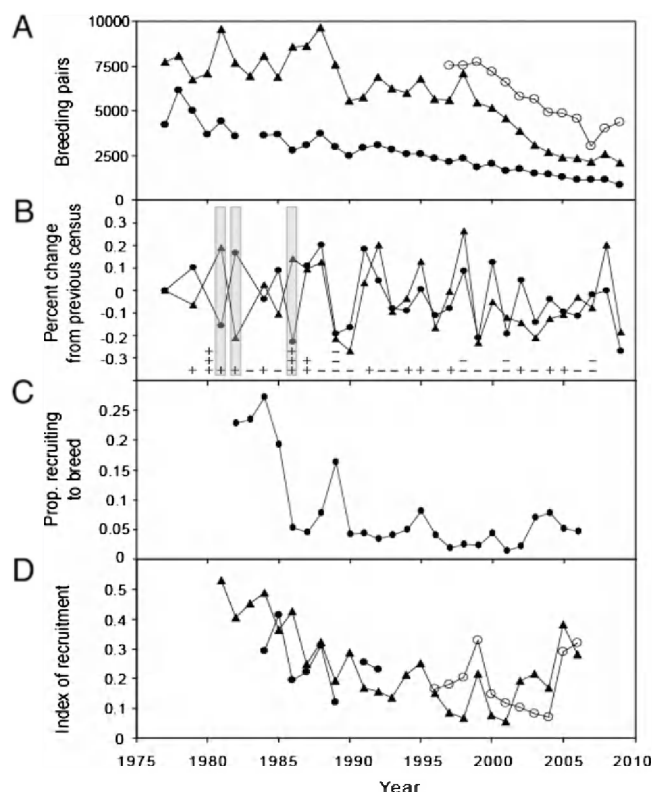 A
10000
7500
5000
2500
0
Breeding pairs
B
0.3
0.2
0.1
0
-0.1
-0.2
-0.3
Percent change
from previous census
+ + −
+ + + −
+ + + − + − + + − − + − + + − + − − − + − + + −
C
0.25
0.2
0.15
0.1
0.05
0
Prop. recruiting
to breed
D
0.5
0.4
0.3
0.2
0.1
0
Index of recruitment
1975 1980 1985 1990 1995 2000 2005 2010
Year